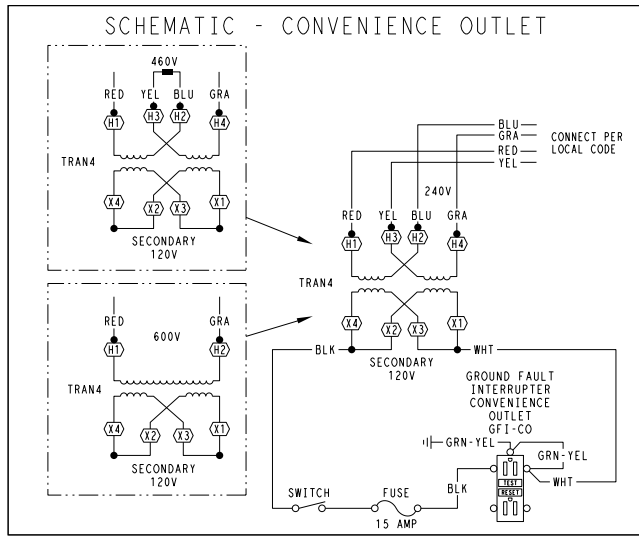 SCHEMATIC - CONVENIENCE OUTLET
460V
RED YEL BLU GRA
H1 H3 H2 H4
TRAN4
X4 X2 X3 X1
SECONDARY
120V
600V
RED GRA
H1 H2
TRAN4
X4 X2 X3 X1
SECONDARY
120V
BLU
GRA
RED
YEL
CONNECT PER
LOCAL CODE
240V
RED YEL BLU GRA
H1 H3 H2 H4
TRAN4
X4 X2 X3 X1
BLK
WHT
SECONDARY
120V
GROUND FAULT
INTERRUPTER
CONVENIENCE
OUTLET
GFI-CO
GRN-YEL
GRN-YEL
WHT
TEST
RESET
BLK
SWITCH
FUSE
15 AMP